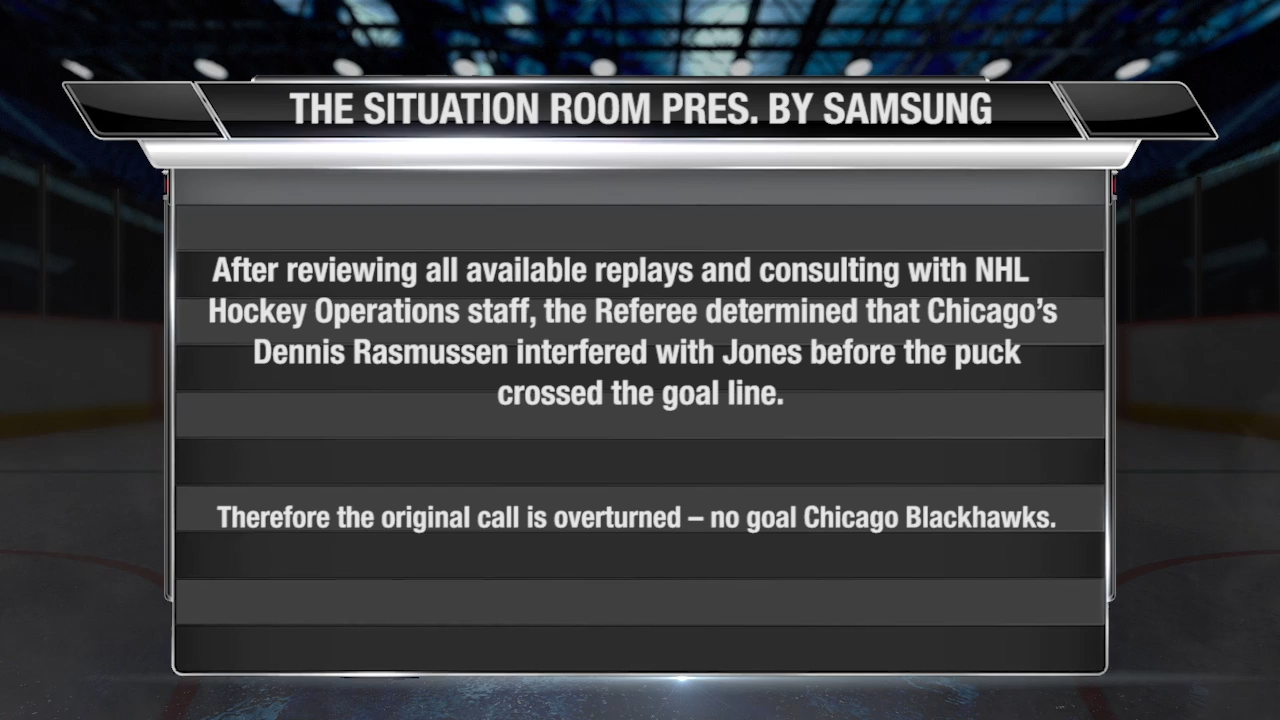 THE SITUATION ROOM PRES. BY SAMSUNG
After reviewing all available replays and consulting with NHL
Hockey Operations staff, the Referee determined that Chicago’s
Dennis Rasmussen interfered with Jones before the puck
crossed the goal line.
Therefore the original call is overturned – no goal Chicago Blackhawks.